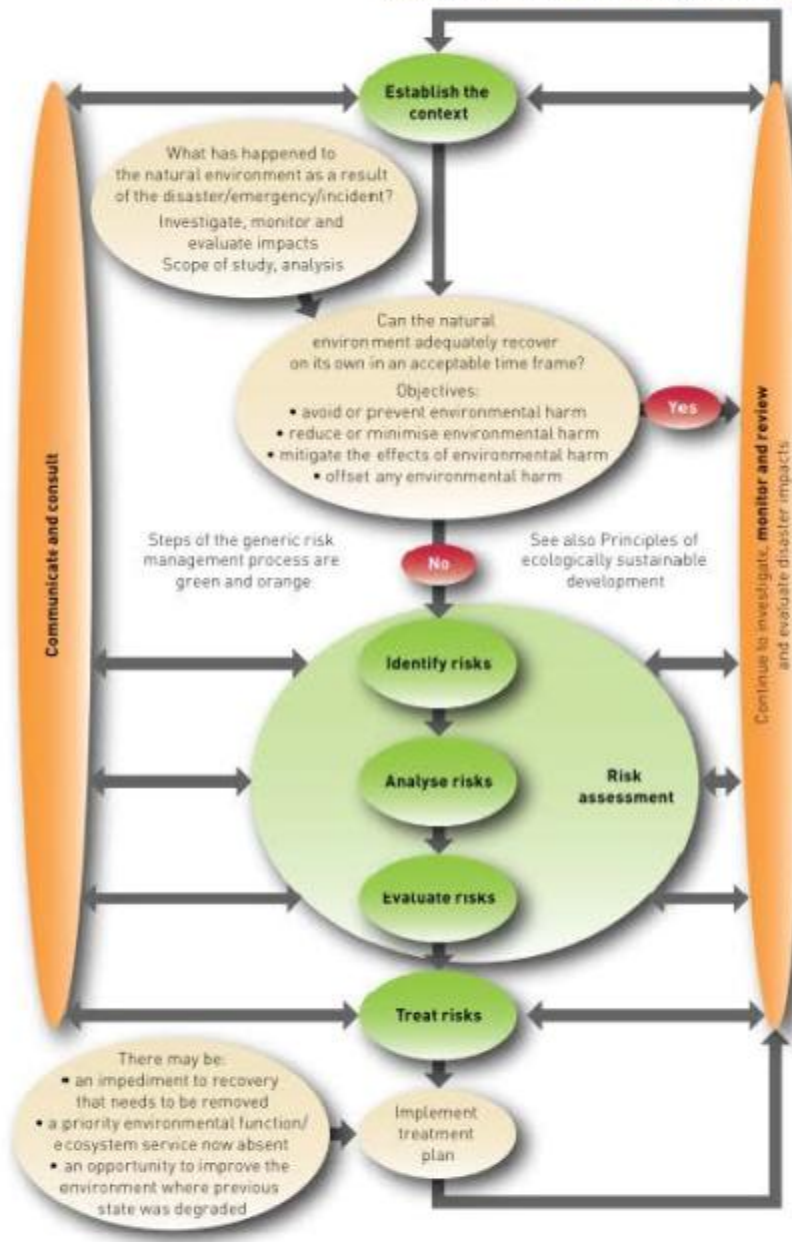 Establish the
context
What has happened to
the natural environment as a result
of the disaster/emergency/incident?
Investigate, monitor and
evaluate impacts
Scope of study, analysis
Can the natural
environment adequately recover
on its own in an acceptable time frame?
Objectives:
• avoid or prevent environmental harm
• reduce or minimise environmental harm
• mitigate the effects of environmental harm
• offset any environmental harm
Yes
Communicate and consult
Continue to investigate, monitor and review
and evaluate disaster impacts
Steps of the generic risk
management process are
green and orange
No
See also Principles of
ecologically sustainable
development
Identify risks
Analyse risks
Risk
assessment
Evaluate risks
Treat risks
There may be:
▪ an impediment to recovery
that needs to be removed
• a priority environmental function/
ecosystem service now absent
▪ an opportunity to improve the
environment where previous
state was degraded
Implement
treatment
plan